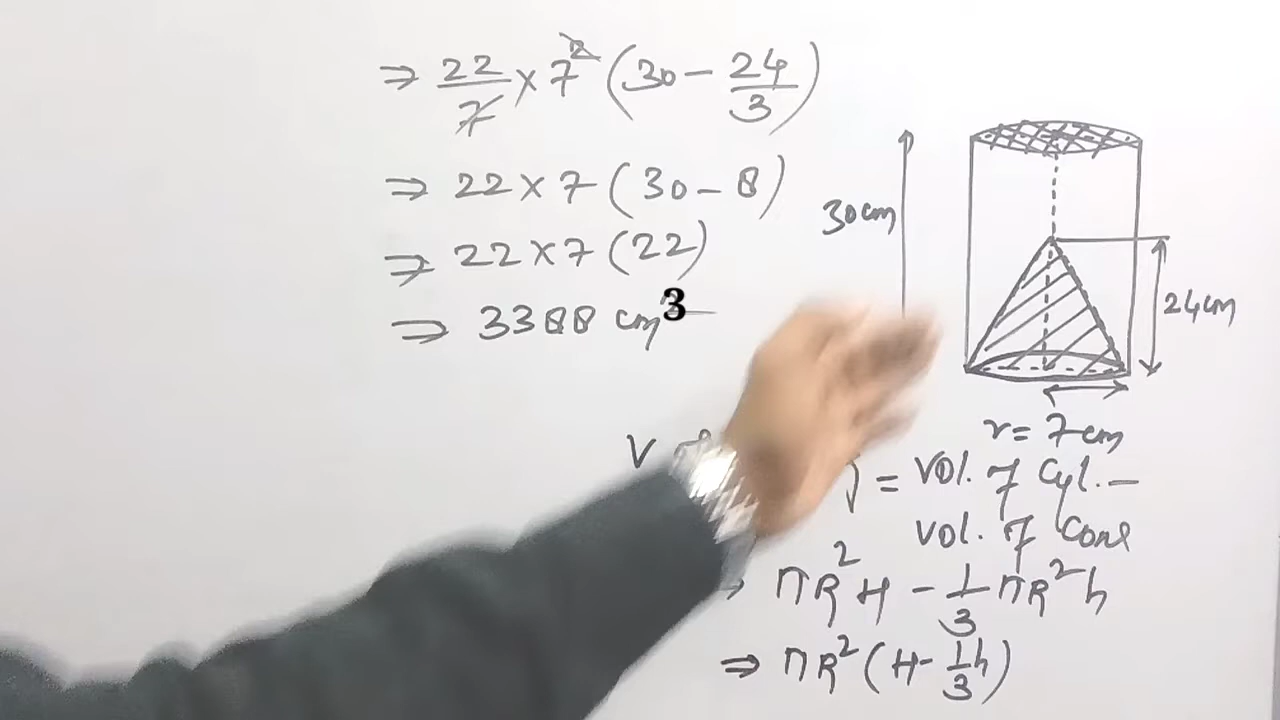 ⇒ 22/7 × 7² (30 - 24/3)
⇒ 22 × 7 (30 - 8)
⇒ 22 × 7 (22)
⇒ 3388 cm³
30cm
24cm
r = 7cm
V = Vol. of Cyl. -
Vol. of Cone
πR²H - 1/3 πR²h
⇒ πR² (H - 1/3 h)